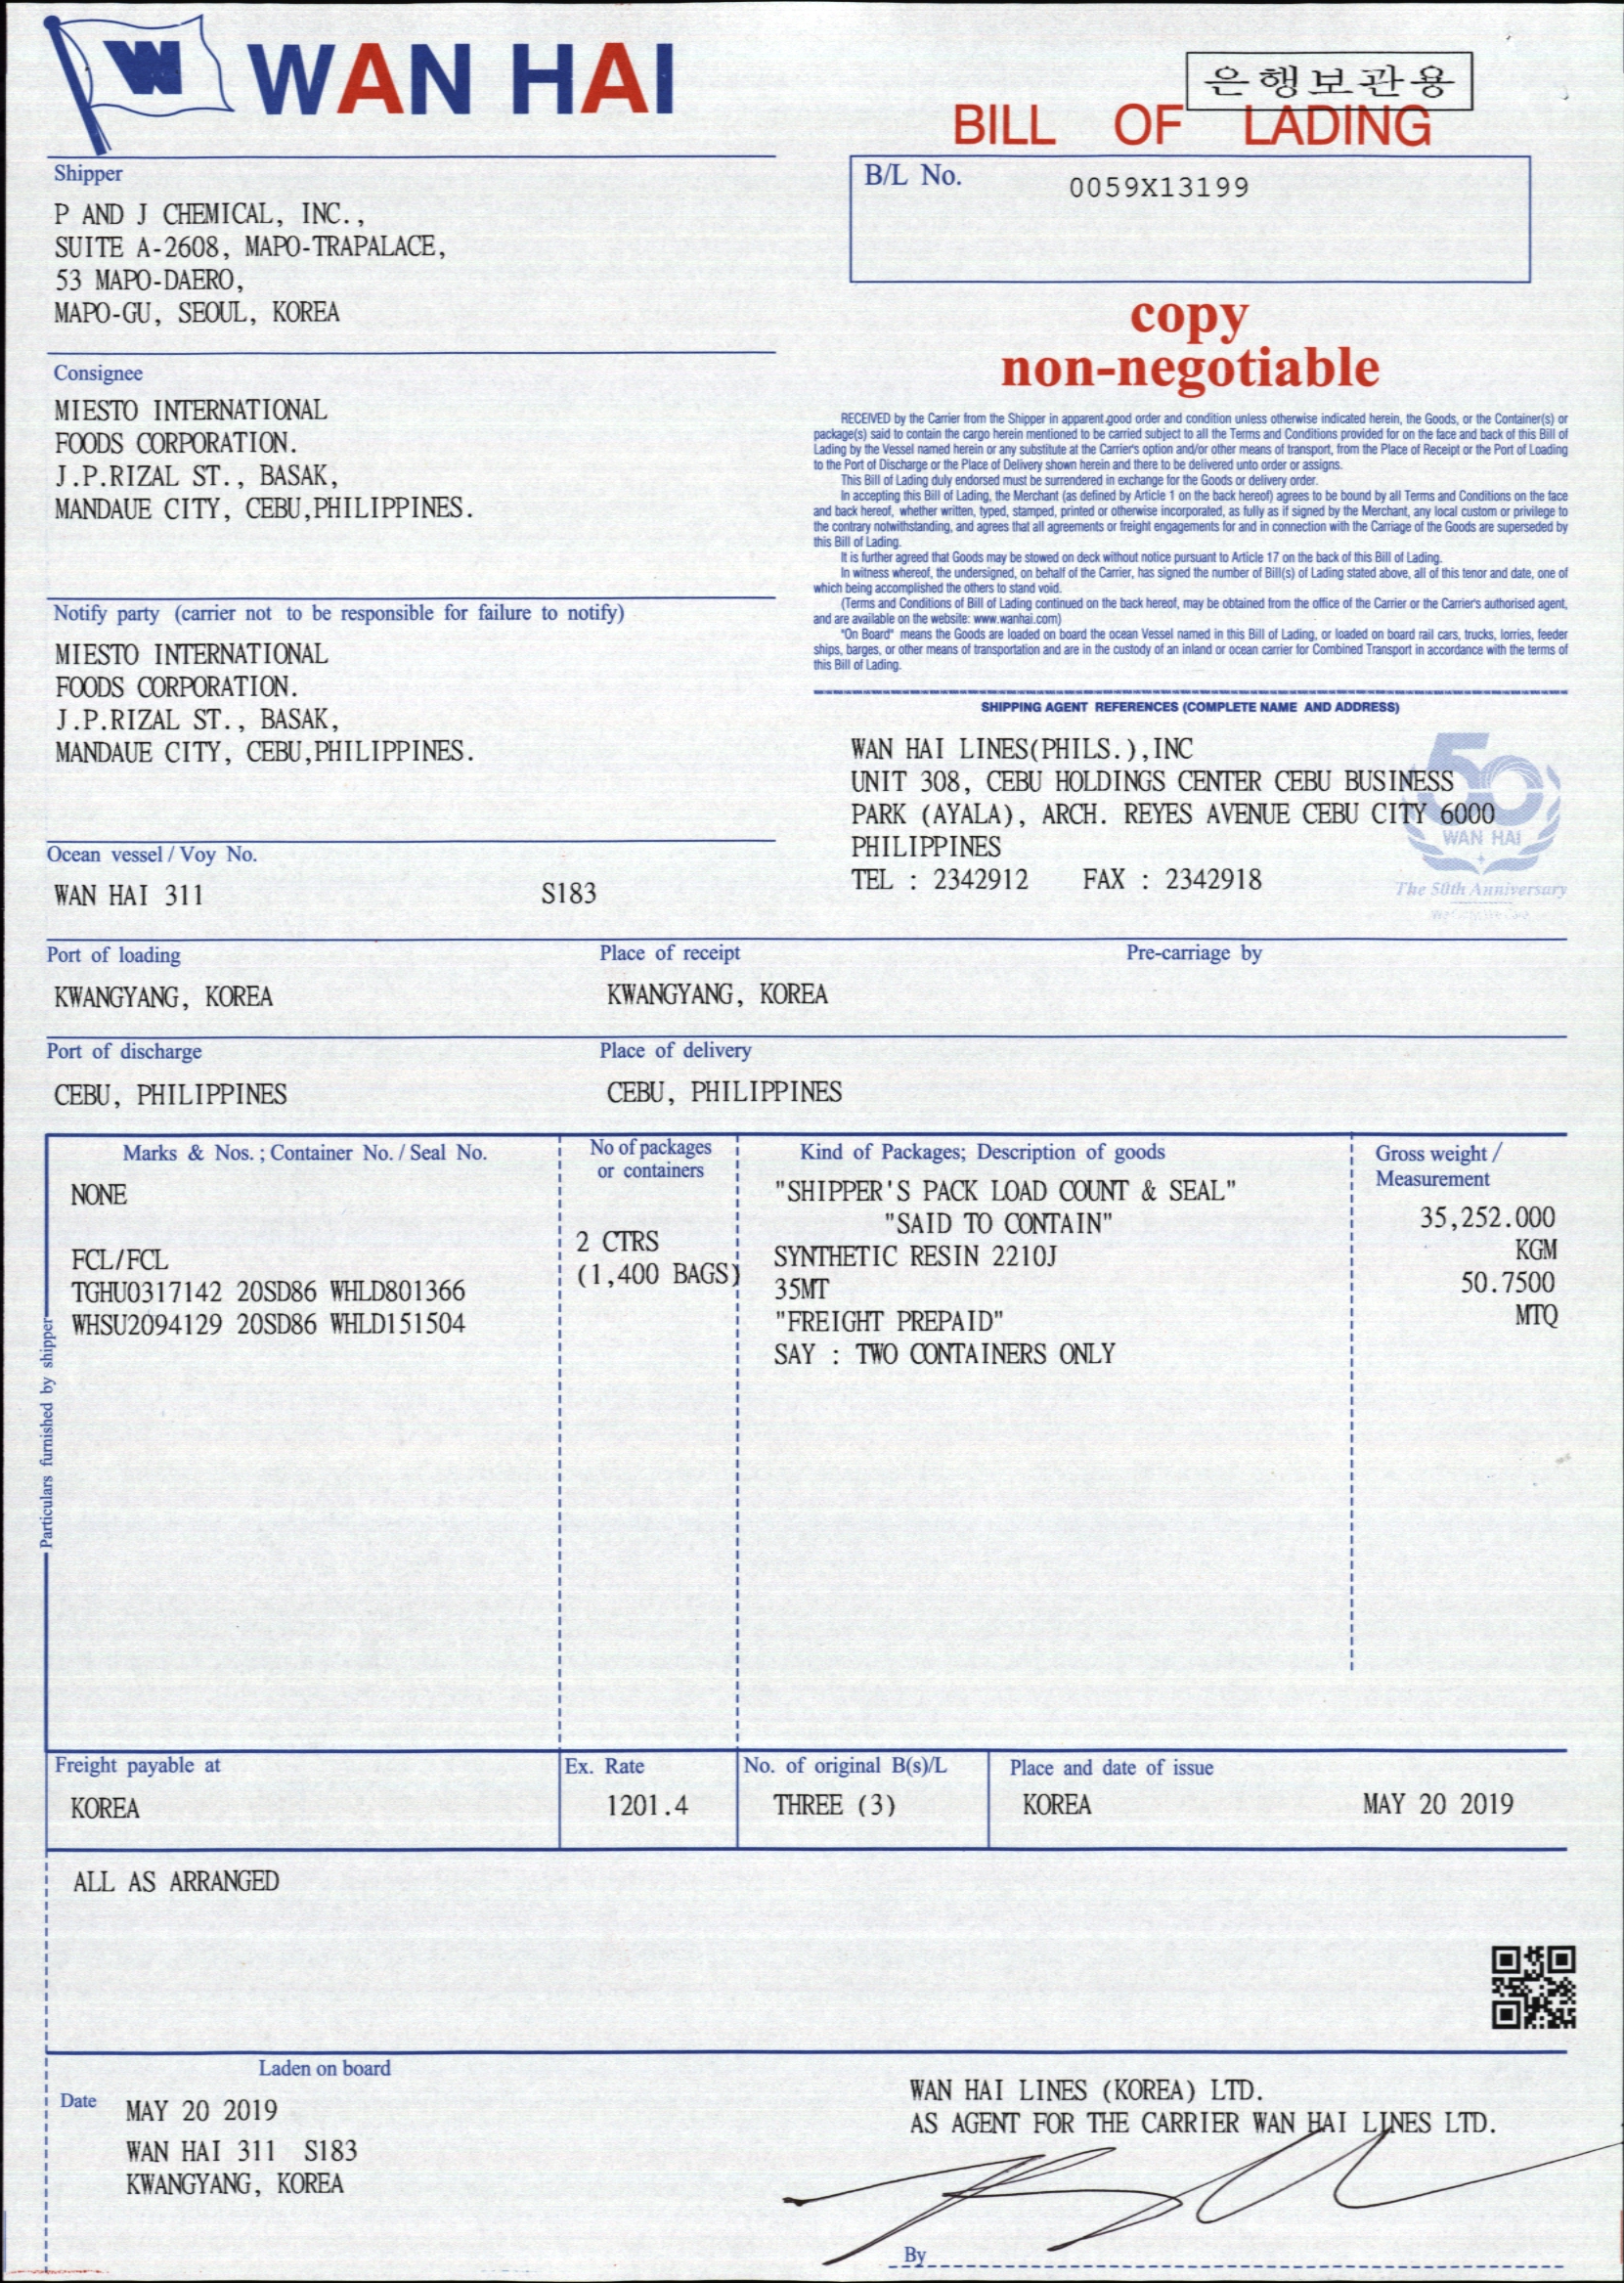 WAN HAI
은행보관용
BILL OF LADING
Shipper
P AND J CHEMICAL, INC.,
SUITE A-2608, MAPO-TRAPALACE,
53 MAPO-DAERO,
MAPO-GU, SEOUL, KOREA
B/L No. 0059X13199
copy
non-negotiable
Consignee
MIESTO INTERNATIONAL
FOODS CORPORATION.
J.P.RIZAL ST., BASAK,
MANDAUE CITY, CEBU,PHILIPPINES.
RECEIVED by the Carrier from the Shipper in apparent good order and condition unless otherwise indicated herein, the Goods, or the Container(s) or
package(s) said to contain the cargo herein mentioned to be carried subject to all the Terms and Conditions provided for on the face and back of this Bill of
Lading by the Vessel named herein or any substitute at the Carrier's option and/or other means of transport, from the Place of Receipt or the Port of Loading
to the Port of Discharge or the Place of Delivery shown herein and there to be delivered unto order or assigns.
This Bill of Lading duly endorsed must be surrendered in exchange for the Goods or delivery order.
In accepting this Bill of Lading, the Merchant (as defined by Article 1 on the back hereof) agrees to be bound by all Terms and Conditions on the face
and back hereof, whether written, typed, stamped, printed or otherwise incorporated, as fully as if signed by the Merchant, any local custom or privilege to
the contrary notwithstanding, and agrees that all agreements or freight engagements for and in connection with the Carriage of the Goods are superseded by
this Bill of Lading.
It is further agreed that Goods may be stowed on deck without notice pursuant to Article 17 on the back of this Bill of Lading.
In witness whereof, the undersigned, on behalf of the Carrier, has signed the number of Bill(s) of Lading stated above, all of this tenor and date, one of
which being accomplished the others to stand void.
(Terms and Conditions of Bill of Lading continued on the back hereof, may be obtained from the office of the Carrier or the Carrier's authorised agent,
and are available on the website: www.wanhai.com)
"On Board" means the Goods are loaded on board the ocean Vessel named in this Bill of Lading, or loaded on board rail cars, trucks, lorries, feeder
ships, barges, or other means of transportation and are in the custody of an inland or ocean carrier for Combined Transport in accordance with the terms of
this Bill of Lading.
Notify party (carrier not to be responsible for failure to notify)
MIESTO INTERNATIONAL
FOODS CORPORATION.
J.P.RIZAL ST., BASAK,
MANDAUE CITY, CEBU,PHILIPPINES.
SHIPPING AGENT REFERENCES (COMPLETE NAME AND ADDRESS)
WAN HAI LINES(PHILS.),INC
UNIT 308, CEBU HOLDINGS CENTER CEBU BUSINESS
PARK (AYALA), ARCH. REYES AVENUE CEBU CITY 6000
PHILIPPINES
TEL : 2342912 FAX : 2342918
50
WAN HAI
The 50th Anniversary
Ocean vessel / Voy No.
WAN HAI 311 S183
Port of loading Place of receipt Pre-carriage by
KWANGYANG, KOREA KWANGYANG, KOREA
Port of discharge Place of delivery
CEBU, PHILIPPINES CEBU, PHILIPPINES
Particulars furnished by shipper
Marks & Nos. ; Container No. / Seal No.
NONE
FCL/FCL
TGHU0317142 20SD86 WHLD801366
WHSU2094129 20SD86 WHLD151504
No of packages
or containers
2 CTRS
(1,400 BAGS)
Kind of Packages; Description of goods
"SHIPPER'S PACK LOAD COUNT & SEAL"
"SAID TO CONTAIN"
SYNTHETIC RESIN 2210J
35MT
"FREIGHT PREPAID"
SAY : TWO CONTAINERS ONLY
Gross weight /
Measurement
35,252.000
KGM
50.7500
MTQ
Freight payable at Ex. Rate No. of original B(s)/L Place and date of issue
KOREA 1201.4 THREE (3) KOREA MAY 20 2019
ALL AS ARRANGED
Laden on board
Date MAY 20 2019
WAN HAI 311 S183
KWANGYANG, KOREA
WAN HAI LINES (KOREA) LTD.
AS AGENT FOR THE CARRIER WAN HAI LINES LTD.
By